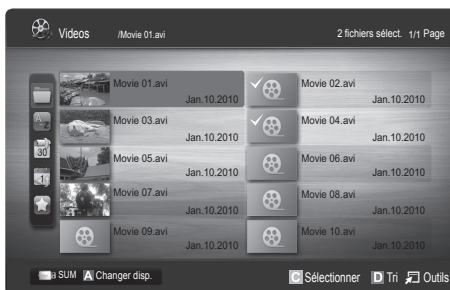 Videos /Movie 01.avi 2 fichiers sélect. 1/1 Page
Movie 01.avi Movie 02.avi
Jan.10.2010 Jan.10.2010
Movie 03.avi Movie 04.avi
Jan.10.2010 Jan.10.2010
30
Movie 05.avi Movie 06.avi
Jan.10.2010 Jan.10.2010
1
Movie 07.avi Movie 08.avi
Jan.10.2010 Jan.10.2010
Movie 09.avi Movie 10.avi
Jan.10.2010 Jan.10.2010
a SUM A Changer disp. C Sélectionner D Tri Outils